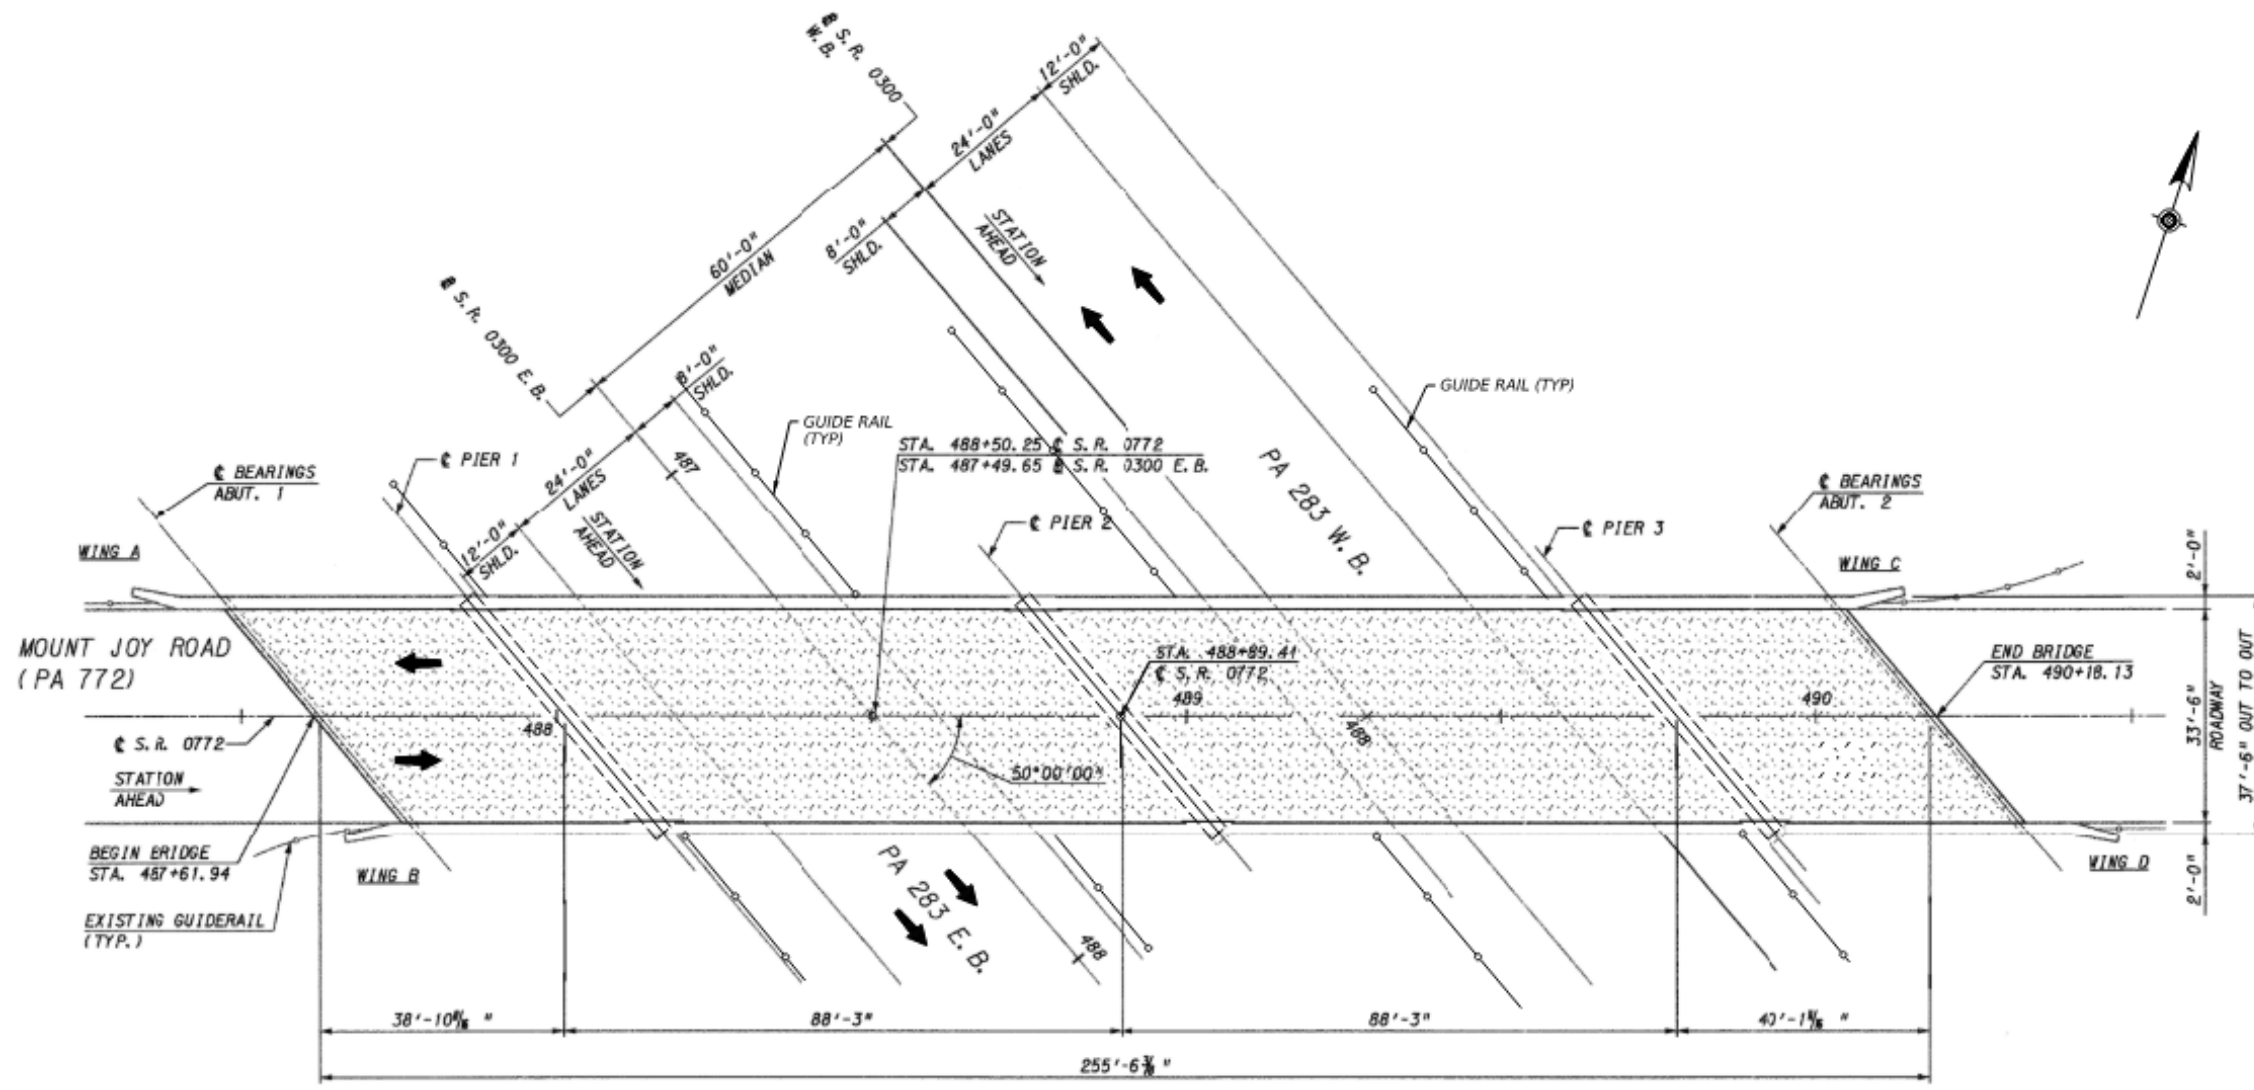 S. R. 0300
W. B.
12'-0"
SHLD.
24'-0"
LANES
60'-0"
MEDIAN
8'-0"
SHLD.
STATION
AHEAD
S. R. 0300 E. B.
8'-0"
SHLD.
GUIDE RAIL
(TYP)
GUIDE RAIL (TYP)
℄ BEARINGS
ABUT. 1
℄ PIER 1
24'-0"
LANES
12'-0"
SHLD.
STATION
AHEAD
487
STA. 488+50.25 ℄ S. R. 0772
STA. 487+49.65 S. R. 0300 E. B.
PA 283 W. B.
℄ PIER 2
℄ PIER 3
℄ BEARINGS
ABUT. 2
WING A
WING C
2'-0"
MOUNT JOY ROAD
(PA 772)
STA. 488+89.41
℄ S. R. 0772
489
490
END BRIDGE
STA. 490+18.13
33'-6"
ROADWAY
37'-6" OUT TO OUT
℄ S. R. 0772
488
488
STATION
AHEAD
50°00'00"
BEGIN BRIDGE
STA. 487+61.94
WING B
PA 283 E. B.
488
WING D
2'-0"
EXISTING GUIDERAIL
(TYP.)
88'-3"
88'-3"